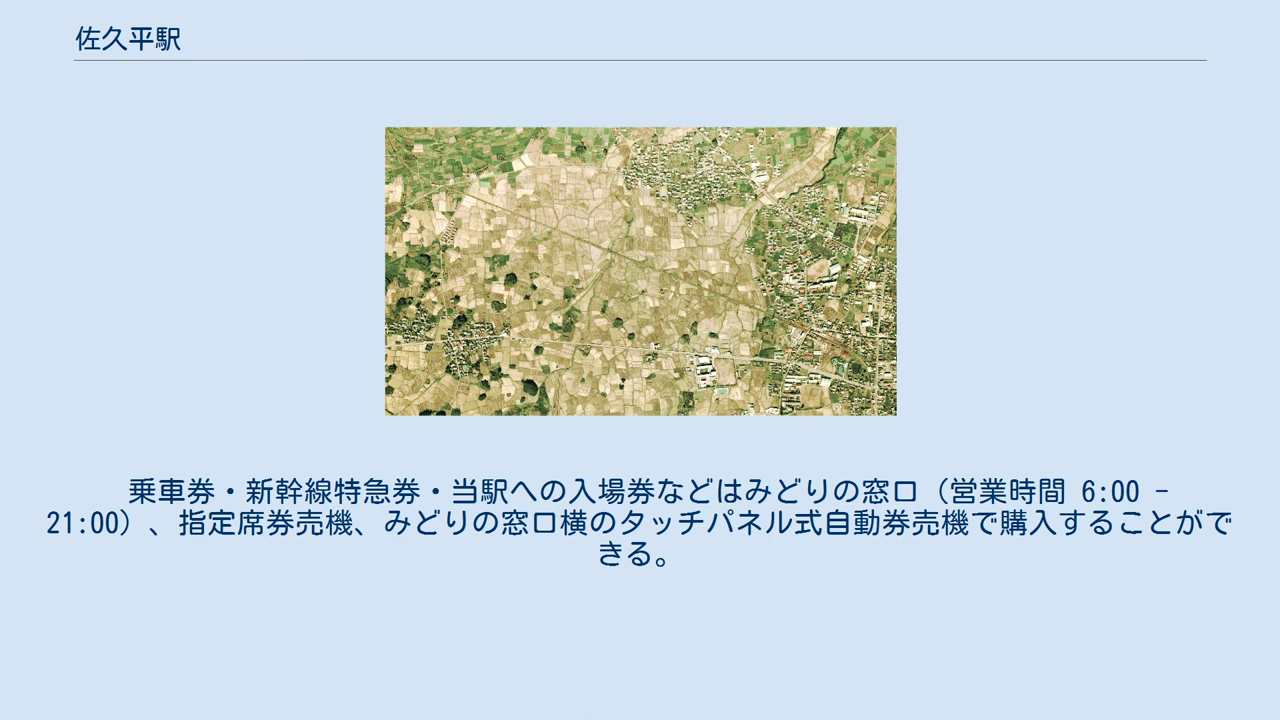 佐久平駅
乗車券・新幹線特急券・当駅への入場券などはみどりの窓口（営業時間 6:00 -
21:00）、指定席券売機、みどりの窓口横のタッチパネル式自動券売機で購入することがで
きる。